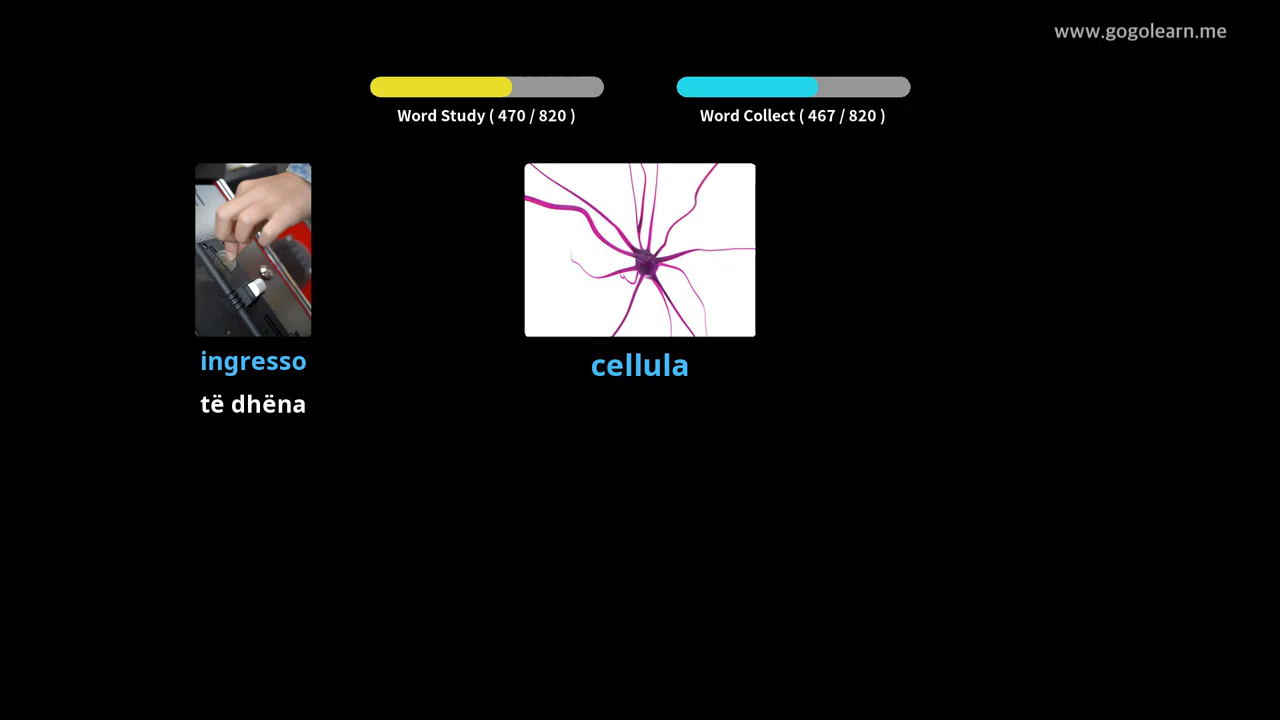 www.gogolearn.me
Word Study ( 470 / 820 )
Word Collect ( 467 / 820 )
ingresso
të dhëna
cellula